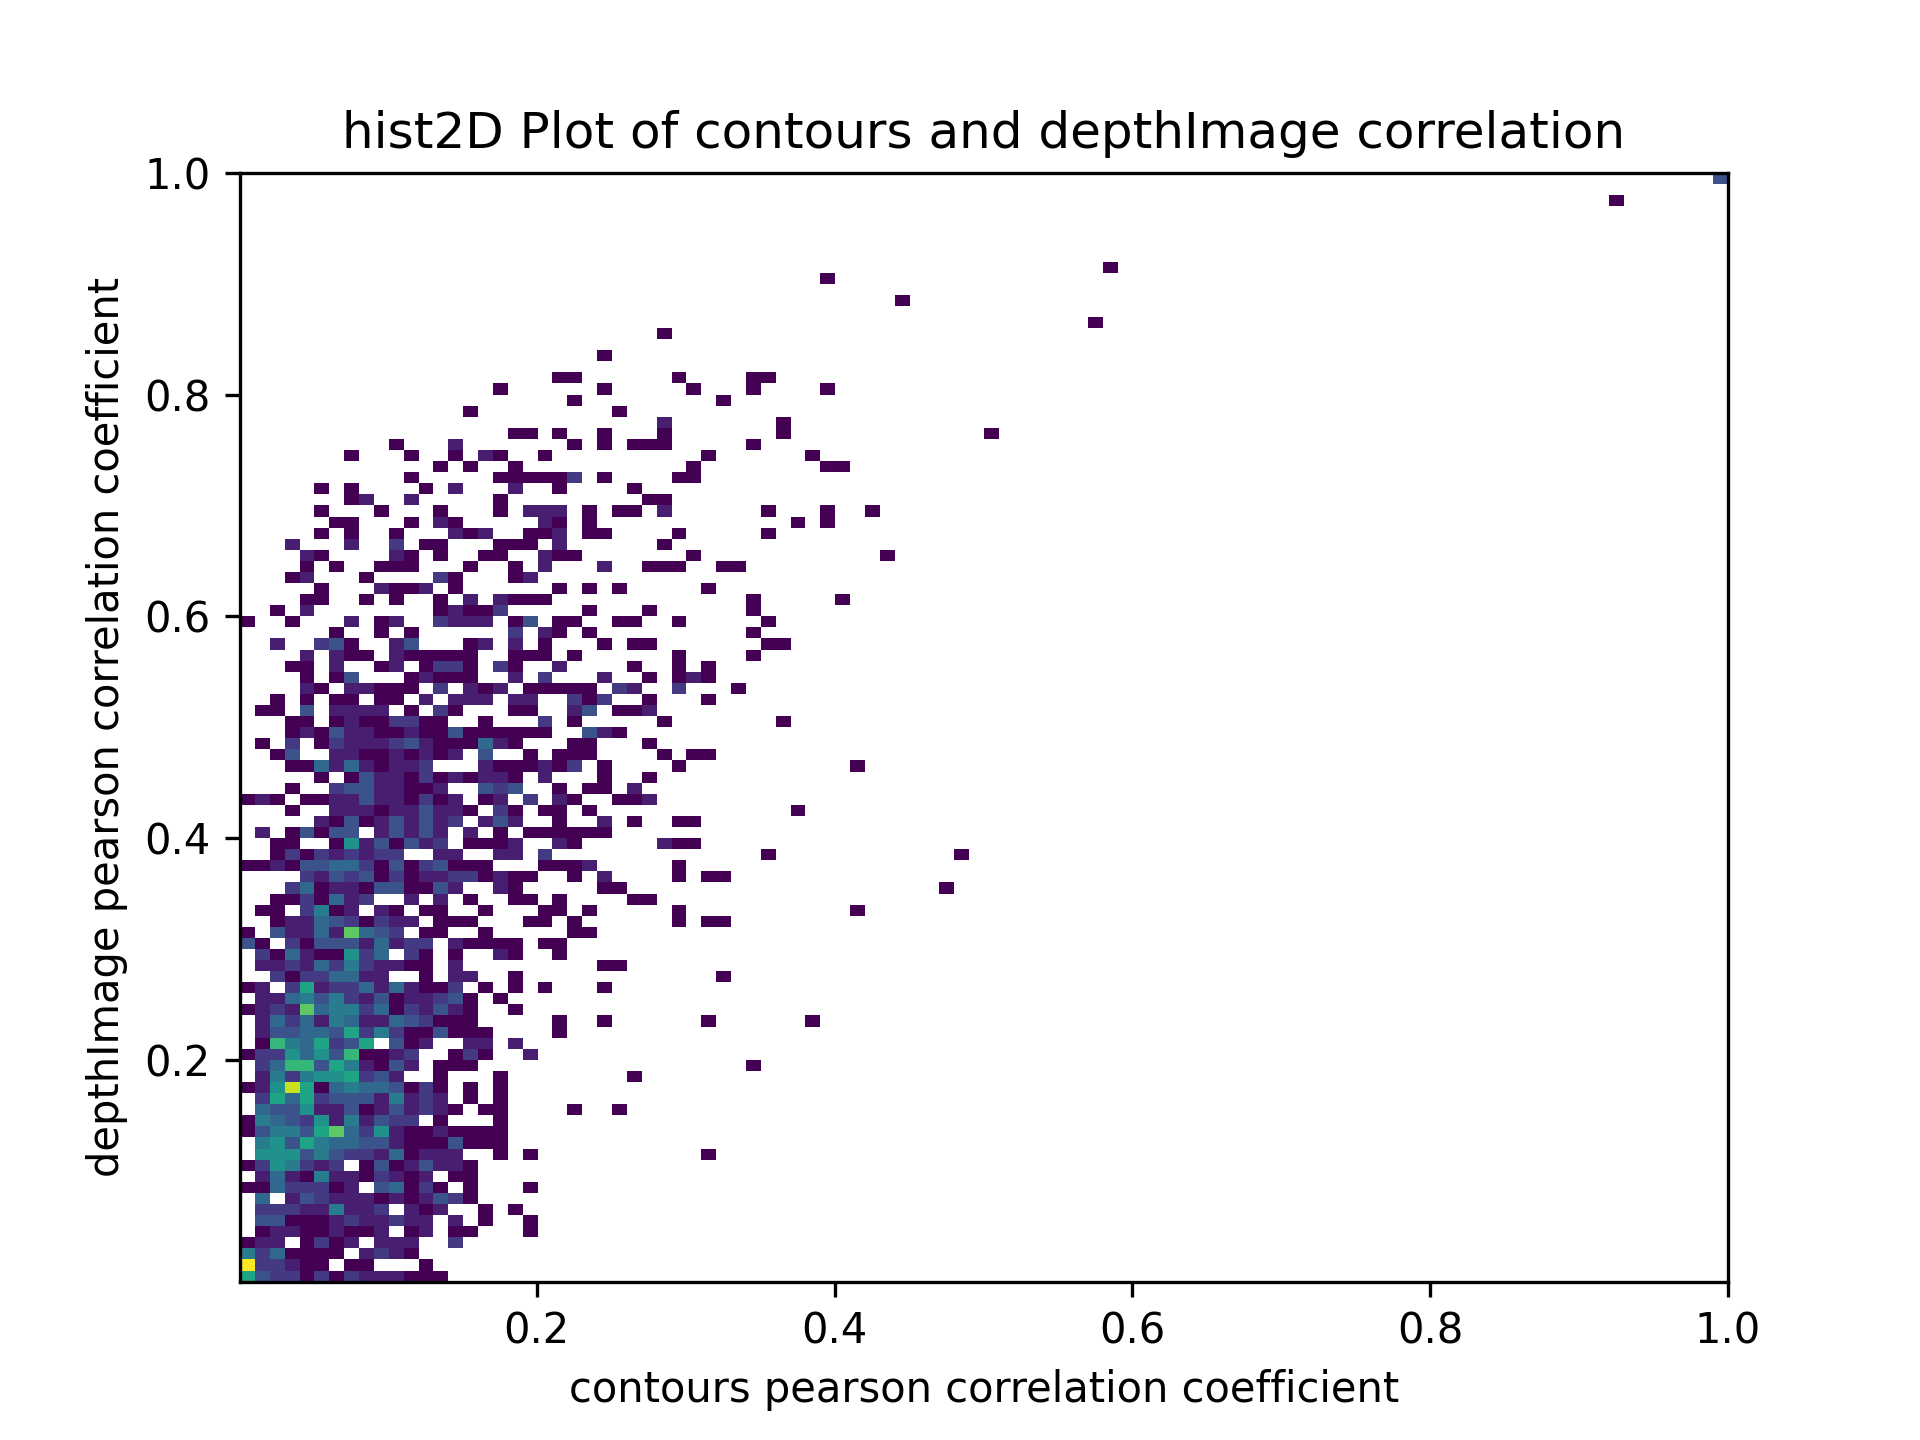 hist2D Plot of contours and depthImage correlation
1.0
0.8
0.6
0.4
0.2
depthImage pearson correlation coefficient
0.2 0.4 0.6 0.8 1.0
contours pearson correlation coefficient